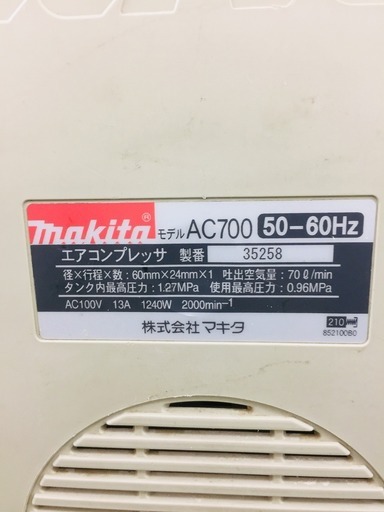 makita モデル AC700 50-60Hz
エアコンプレッサ 製番 35258
径×行程×数:60mm×24mm×1 吐出空気量:70ℓ/min
タンク内最高圧力:1.27MPa 使用最高圧力:0.96MPa
AC100V 13A 1240W 2000min⁻¹
株式会社マキタ 210
852100B0